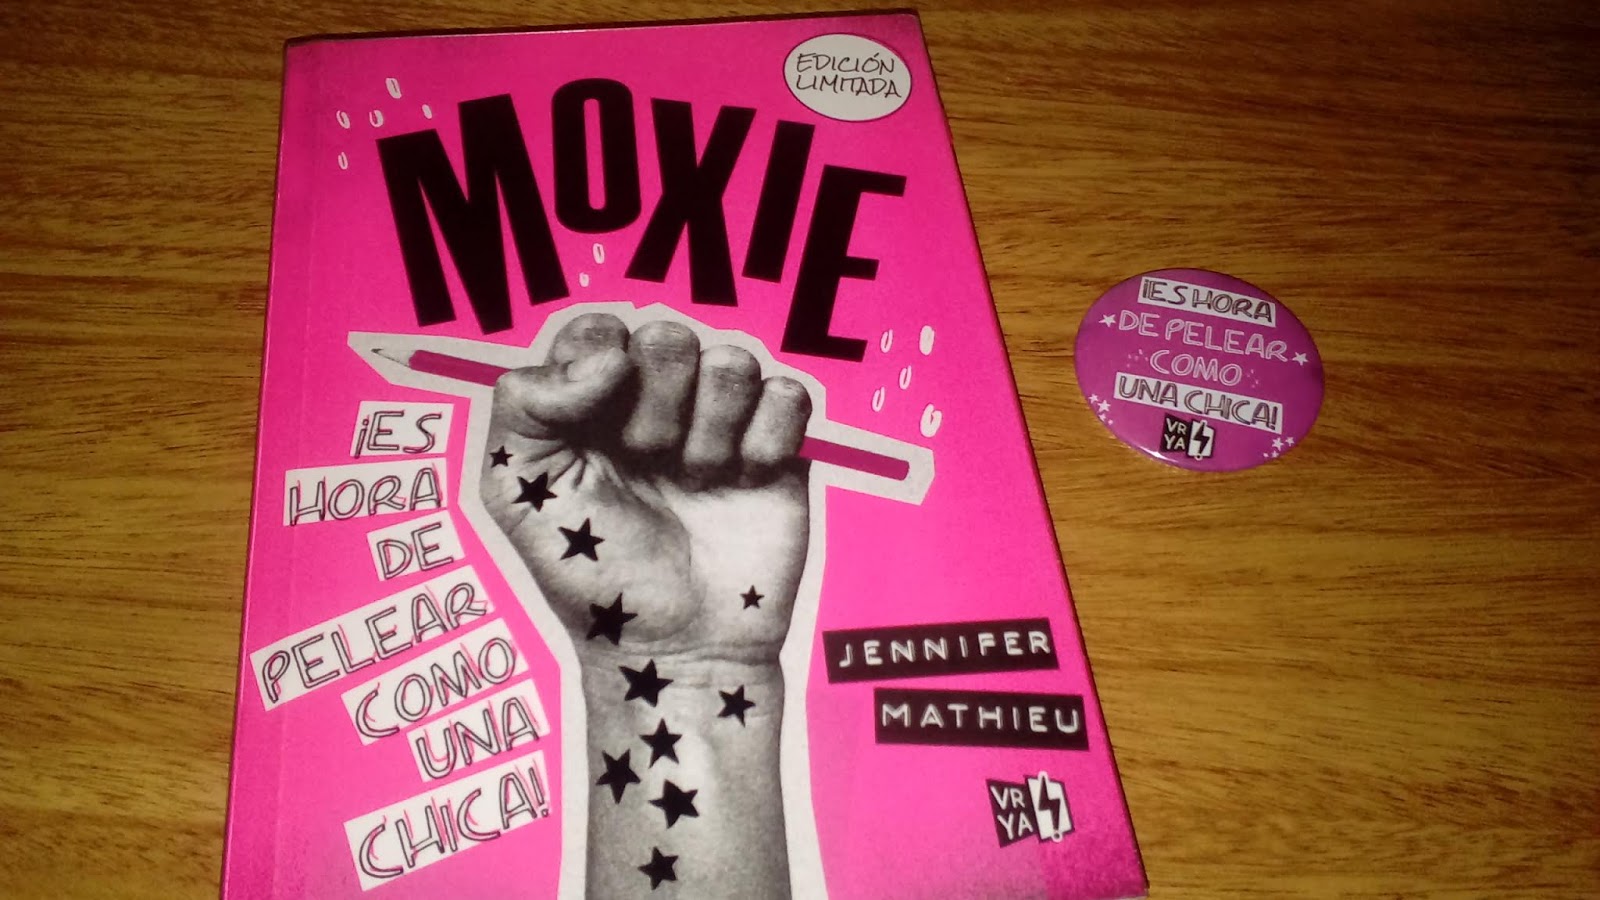 EDICIÓN
LIMITADA
MOXIE
¡ES
HORA
DE
PELEAR
COMO
UNA
CHICA!
JENNIFER
MATHIEU
VR
YA
¡ES HORA
DE PELEAR
COMO
UNA CHICA!
VR
YA